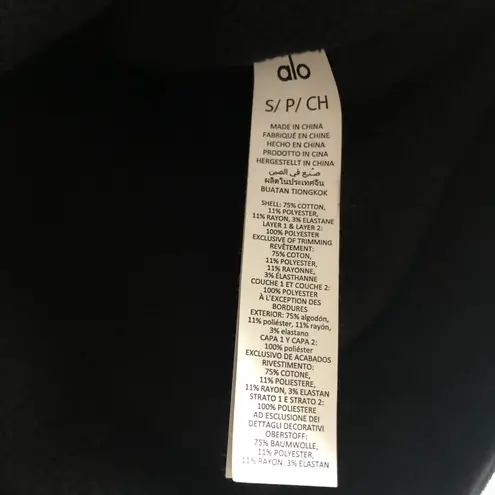 alo
S/ P/ CH
MADE IN CHINA
FABRIQUÉ EN CHINE
HECHO EN CHINA
PRODOTTO IN CINA
HERGESTELLT IN CHINA
صنع في الصين
ผลิตในประเทศจีน
BUATAN TIONGKOK
SHELL: 75% COTTON,
11% POLYESTER,
11% RAYON, 3% ELASTANE
LAYER 1 & LAYER 2:
100% POLYESTER
EXCLUSIVE OF TRIMMING
REVÊTEMENT:
75% COTON,
11% POLYESTER,
11% RAYONNE,
3% ÉLASTHANNE
COUCHE 1 ET COUCHE 2:
100% POLYESTER
À L'EXCEPTION DES
BORDURES
EXTERIOR: 75% algodón,
11% poliéster, 11% rayón,
3% elastano
CAPA 1 Y CAPA 2:
100% poliéster
EXCLUSIVO DE ACABADOS
RIVESTIMENTO:
75% COTONE,
11% POLIESTERE,
11% RAYON, 3% ELASTAN
STRATO 1 E STRATO 2:
100% POLIESTERE
AD ESCLUSIONE DEI
DETTAGLI DECORATIVI
OBERSTOFF:
75% BAUMWOLLE,
11% POLYESTER,
11% RAYON, 3% ELASTAN